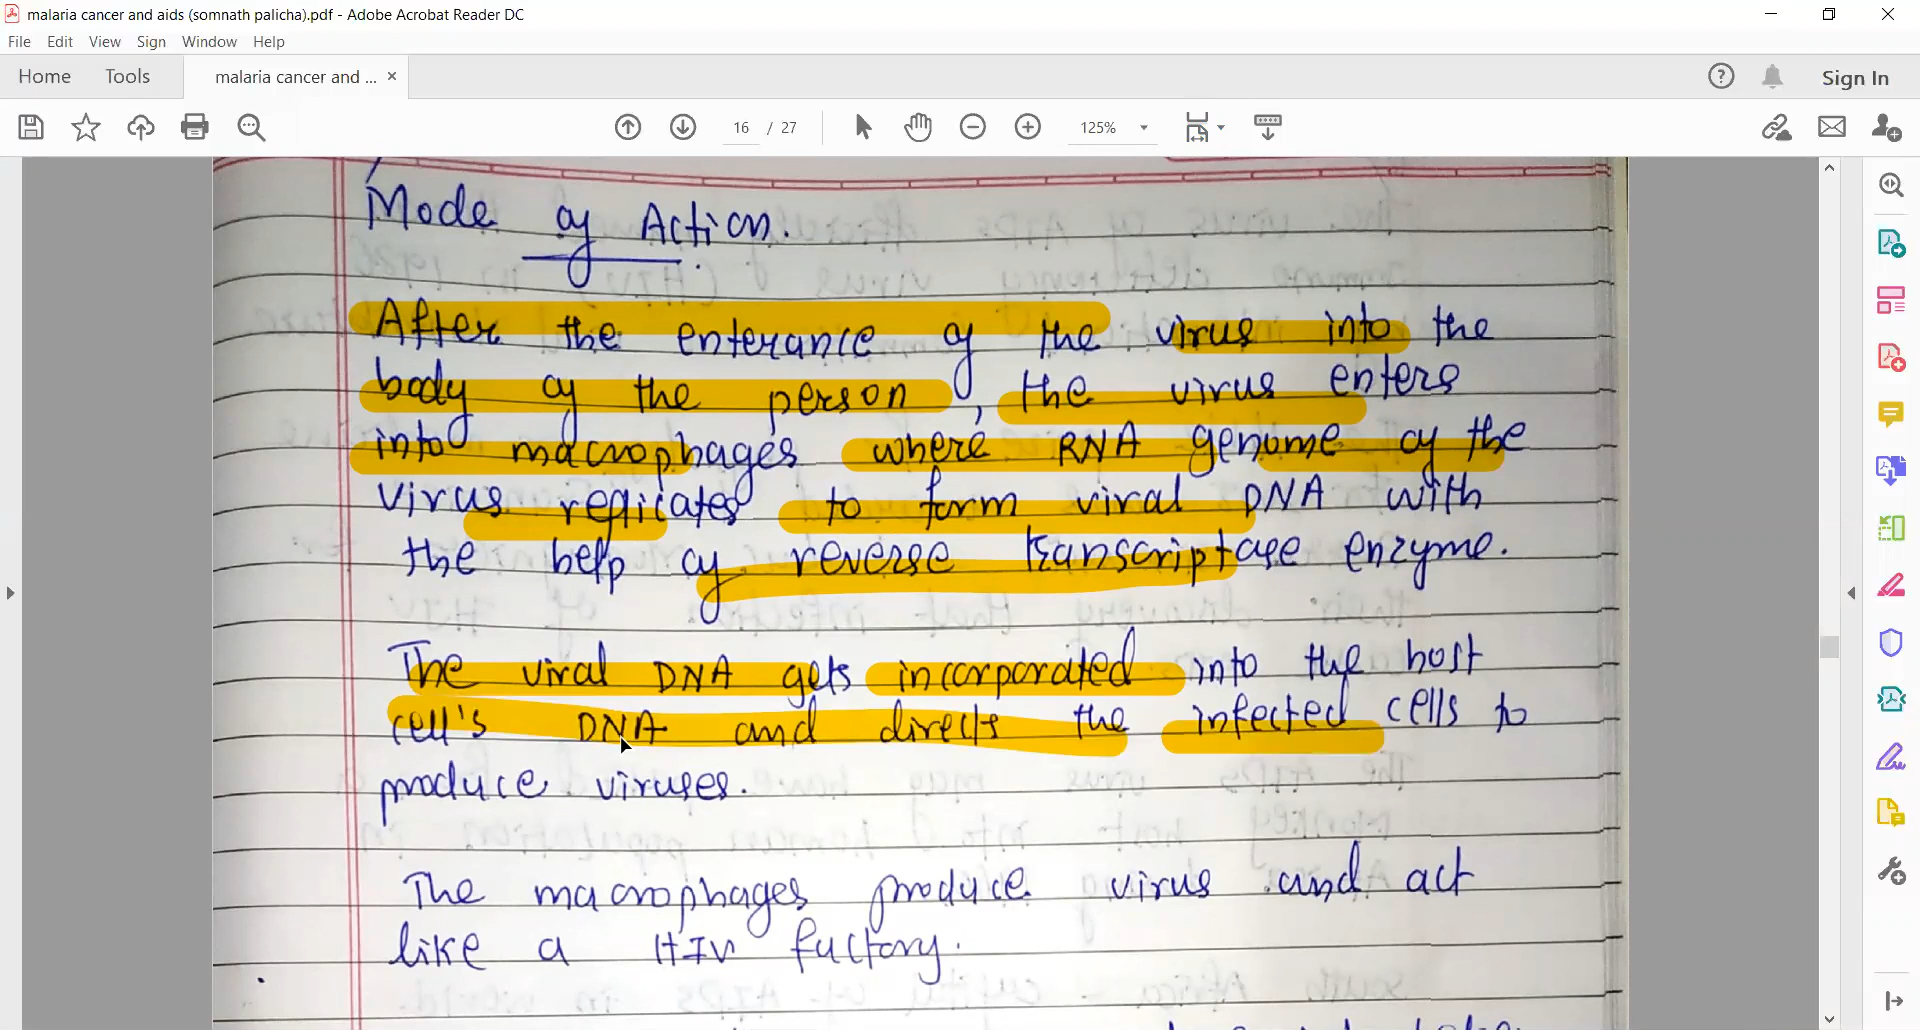 malaria cancer and aids (somnath palicha).pdf - Adobe Acrobat Reader DC
File Edit View Sign Window Help
Home Tools malaria cancer and ... × Sign In
16 / 27 125%
Mode of Action.
After the enterance of the virus into the
body of the person, the virus enters
into macrophages where RNA genome of the
virus replicates to form viral DNA with
the help of reverse transcriptase enzyme.
The viral DNA gets incorporated into the host
cell's DNA and directs the infected cells to
produce viruses.
The macrophages produce virus and act
like a HIV factory.